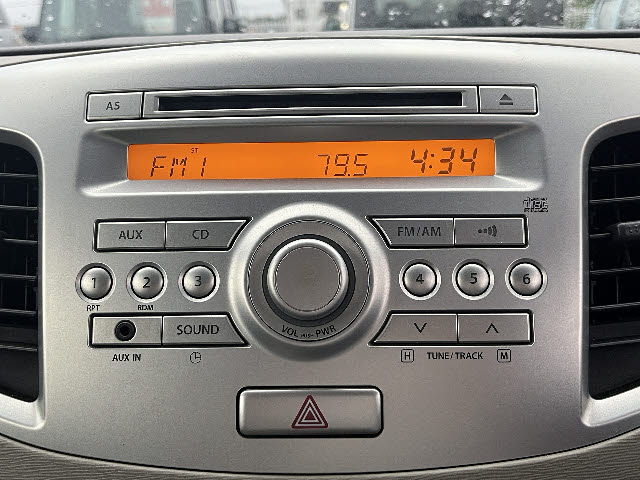 AS
ST
FM1 79.5 4:34
AUX CD FM/AM
1 2 3 4 5 6
RPT RDM
VOL PUSH PWR
SOUND
AUX IN H TUNE/TRACK M